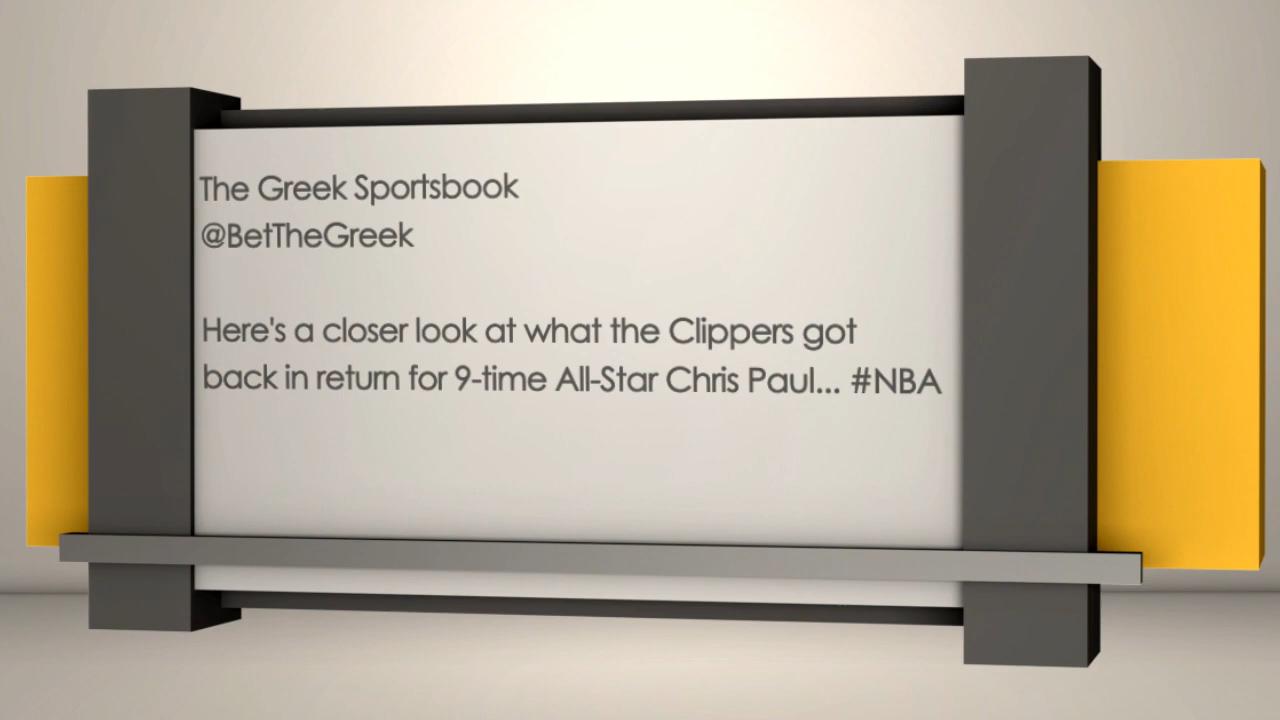 The Greek Sportsbook
@BetTheGreek
Here's a closer look at what the Clippers got
back in return for 9-time All-Star Chris Paul... #NBA